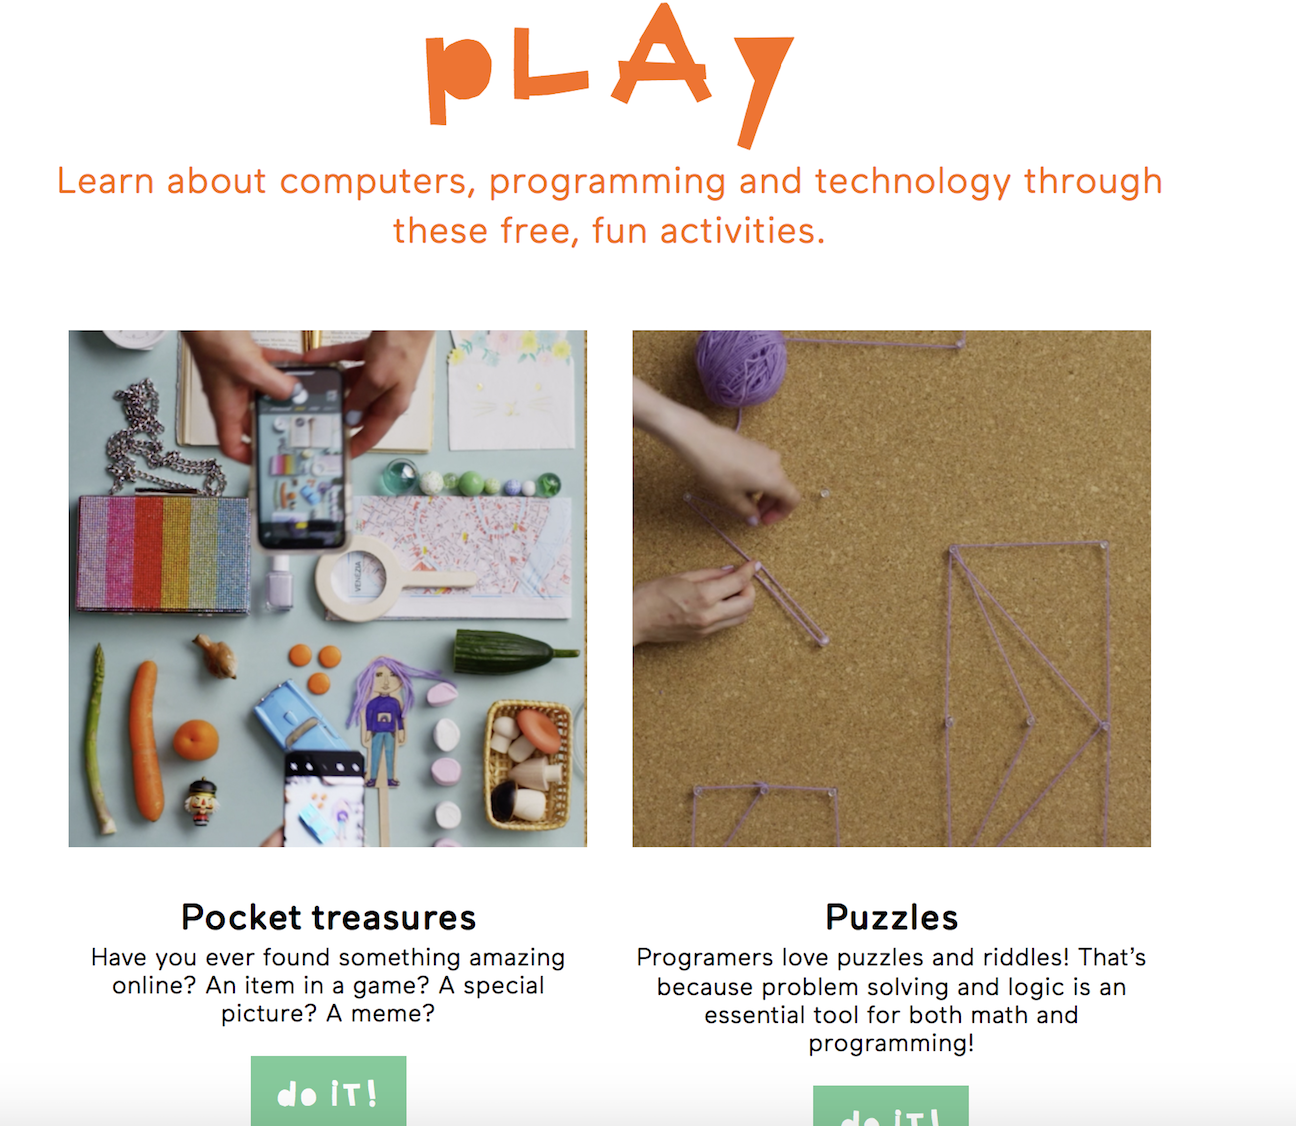 pLAy
Learn about computers, programming and technology through
these free, fun activities.
VENEZIA
Pocket treasures
Have you ever found something amazing
online? An item in a game? A special
picture? A meme?
do iT!
Puzzles
Programers love puzzles and riddles! That’s
because problem solving and logic is an
essential tool for both math and
programming!
do iT!